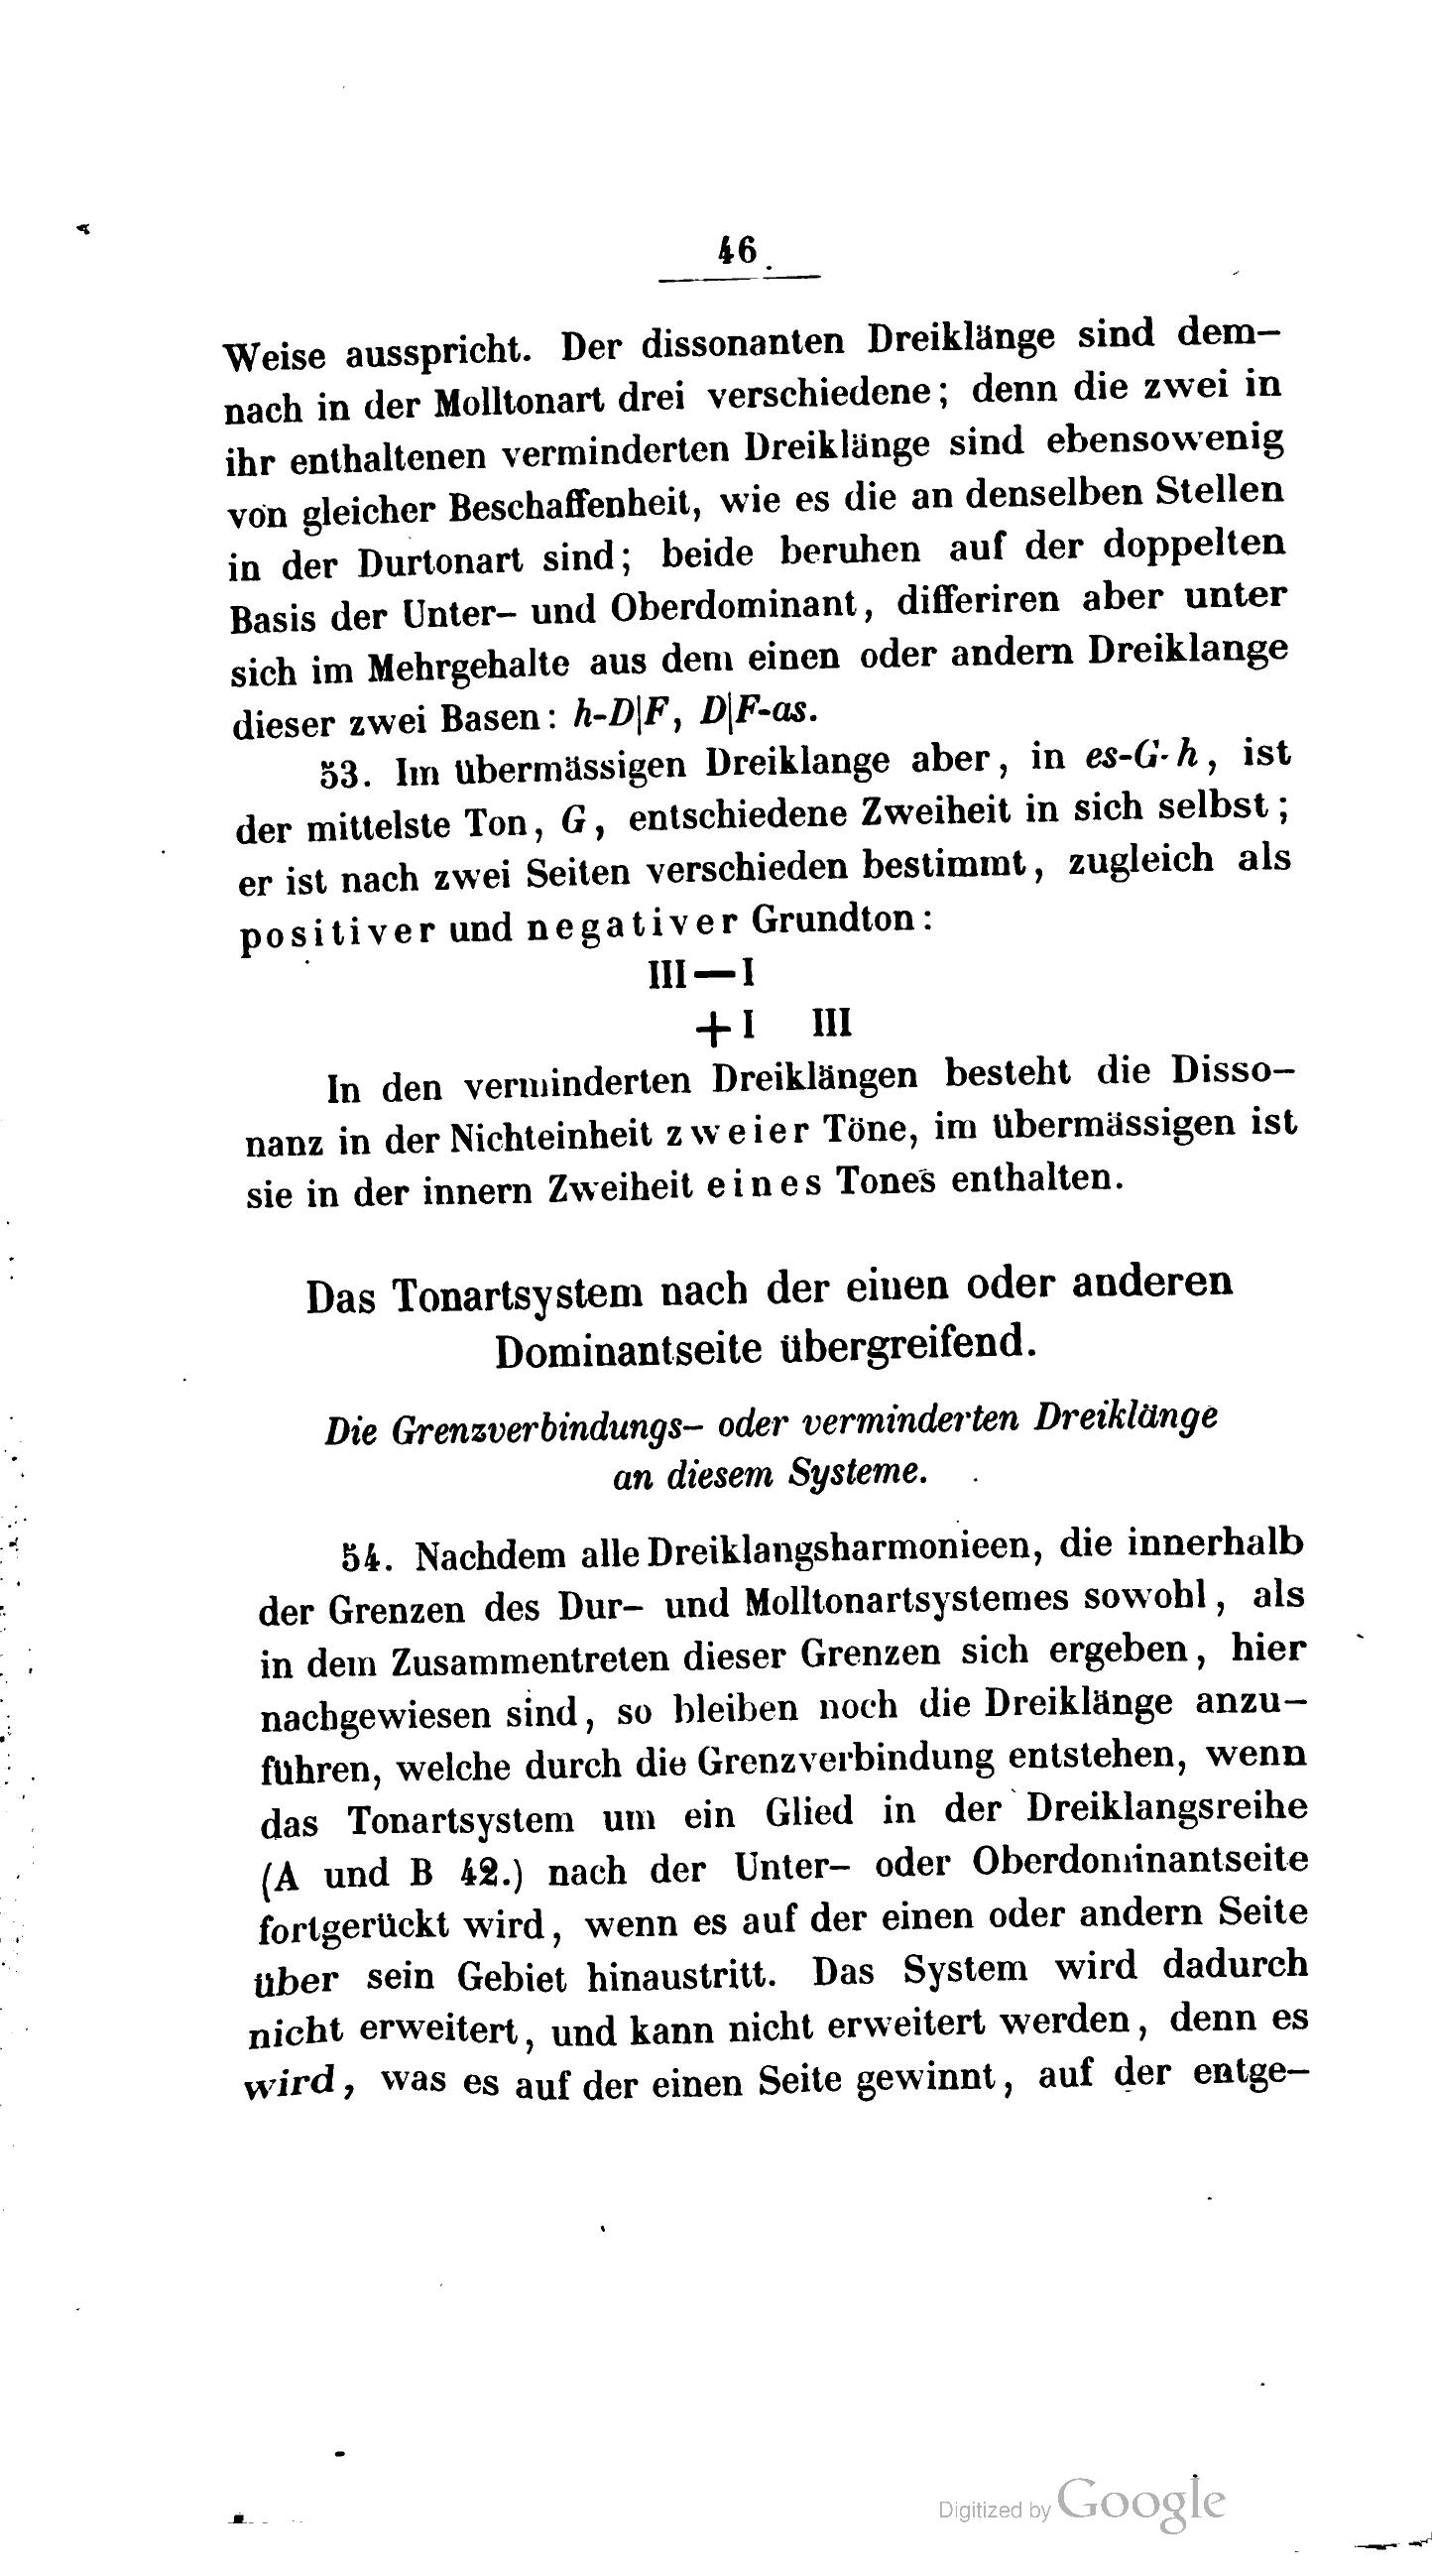 46
Weise ausspricht. Der dissonanten Dreiklänge sind dem-
nach in der Molltonart drei verschiedene; denn die zwei in
ihr enthaltenen verminderten Dreiklänge sind ebensowenig
von gleicher Beschaffenheit, wie es die an denselben Stellen
in der Durtonart sind; beide beruhen auf der doppelten
Basis der Unter- und Oberdominant, differiren aber unter
sich im Mehrgehalte aus dem einen oder andern Dreiklange
dieser zwei Basen: h-D|F, D|F-as.
53. Im übermässigen Dreiklange aber, in es-G-h, ist
der mittelste Ton, G, entschiedene Zweiheit in sich selbst;
er ist nach zwei Seiten verschieden bestimmt, zugleich als
positiver und negativer Grundton:
III—I
+I III
In den verminderten Dreiklängen besteht die Disso-
nanz in der Nichteinheit zweier Töne, im übermässigen ist
sie in der innern Zweiheit eines Tones enthalten.
Das Tonartsystem nach der einen oder anderen
Dominantseite übergreifend.
Die Grenzverbindungs- oder verminderten Dreiklänge
an diesem Systeme.
54. Nachdem alle Dreiklangsharmonieen, die innerhalb
der Grenzen des Dur- und Molltonartsystemes sowohl, als
in dem Zusammentreten dieser Grenzen sich ergeben, hier
nachgewiesen sind, so bleiben noch die Dreiklänge anzu-
führen, welche durch die Grenzverbindung entstehen, wenn
das Tonartsystem um ein Glied in der Dreiklangsreihe
(A und B 42.) nach der Unter- oder Oberdominantseite
fortgerückt wird, wenn es auf der einen oder andern Seite
über sein Gebiet hinaustritt. Das System wird dadurch
nicht erweitert, und kann nicht erweitert werden, denn es
wird, was es auf der einen Seite gewinnt, auf der entge-
Digitized by Google